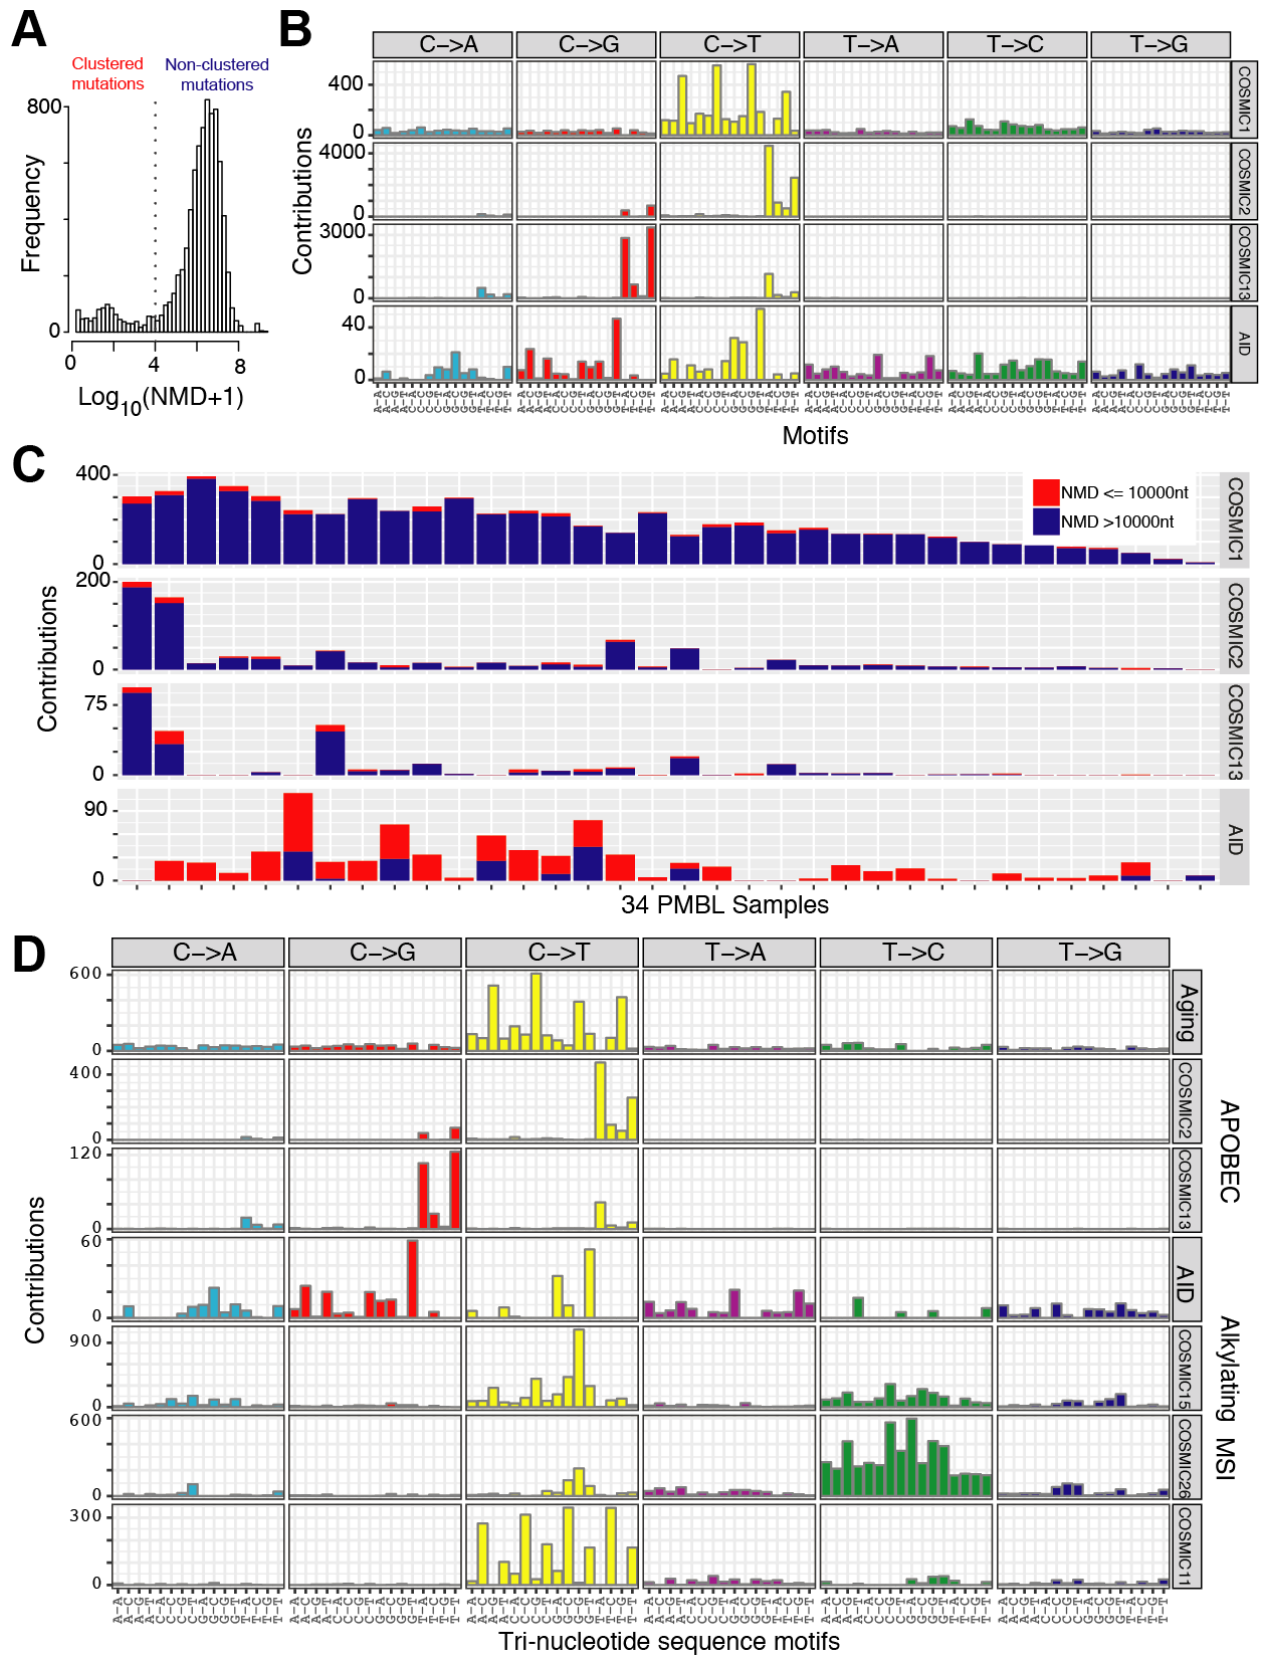 A
Clustered mutations
Non-clustered mutations
800
0
Frequency
0 4 8
Log10(NMD+1)
B
C–>A C–>G C–>T T–>A T–>C T–>G
400
0
COSMIC1
4000
0
COSMIC2
3000
0
COSMIC13
40
0
AID
Contributions
Motifs
C
400
0
COSMIC1
NMD <= 10000nt
NMD >10000nt
200
0
COSMIC2
75
0
COSMIC13
90
0
AID
Contributions
34 PMBL Samples
D
C–>A C–>G C–>T T–>A T–>C T–>G
600
0
Aging
400
0
COSMIC2
120
0
COSMIC13
APOBEC
60
0
AID
900
0
COSMIC15
600
0
COSMIC26
MSI
300
0
COSMIC11
Alkylating
Contributions
Tri-nucleotide sequence motifs